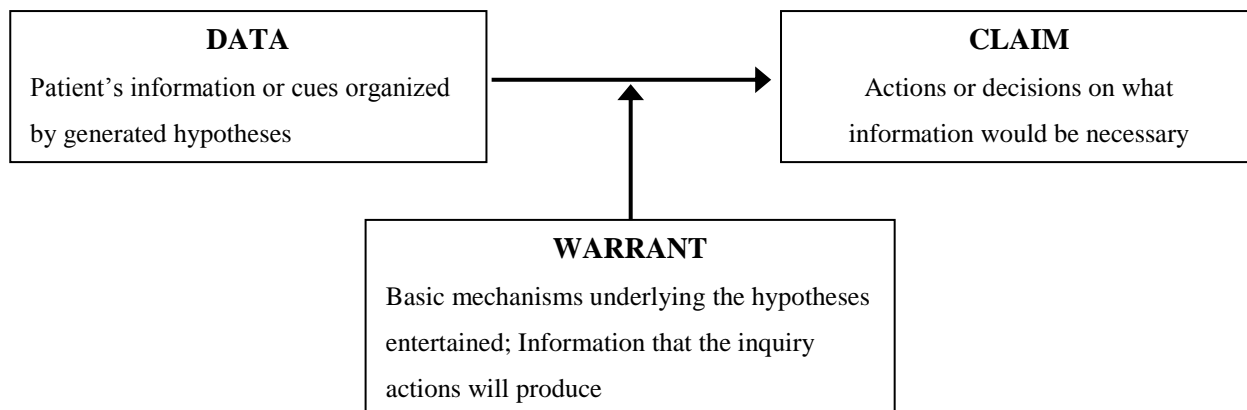 DATA
Patient’s information or cues organized
by generated hypotheses
CLAIM
Actions or decisions on what
information would be necessary
WARRANT
Basic mechanisms underlying the hypotheses
entertained; Information that the inquiry
actions will produce